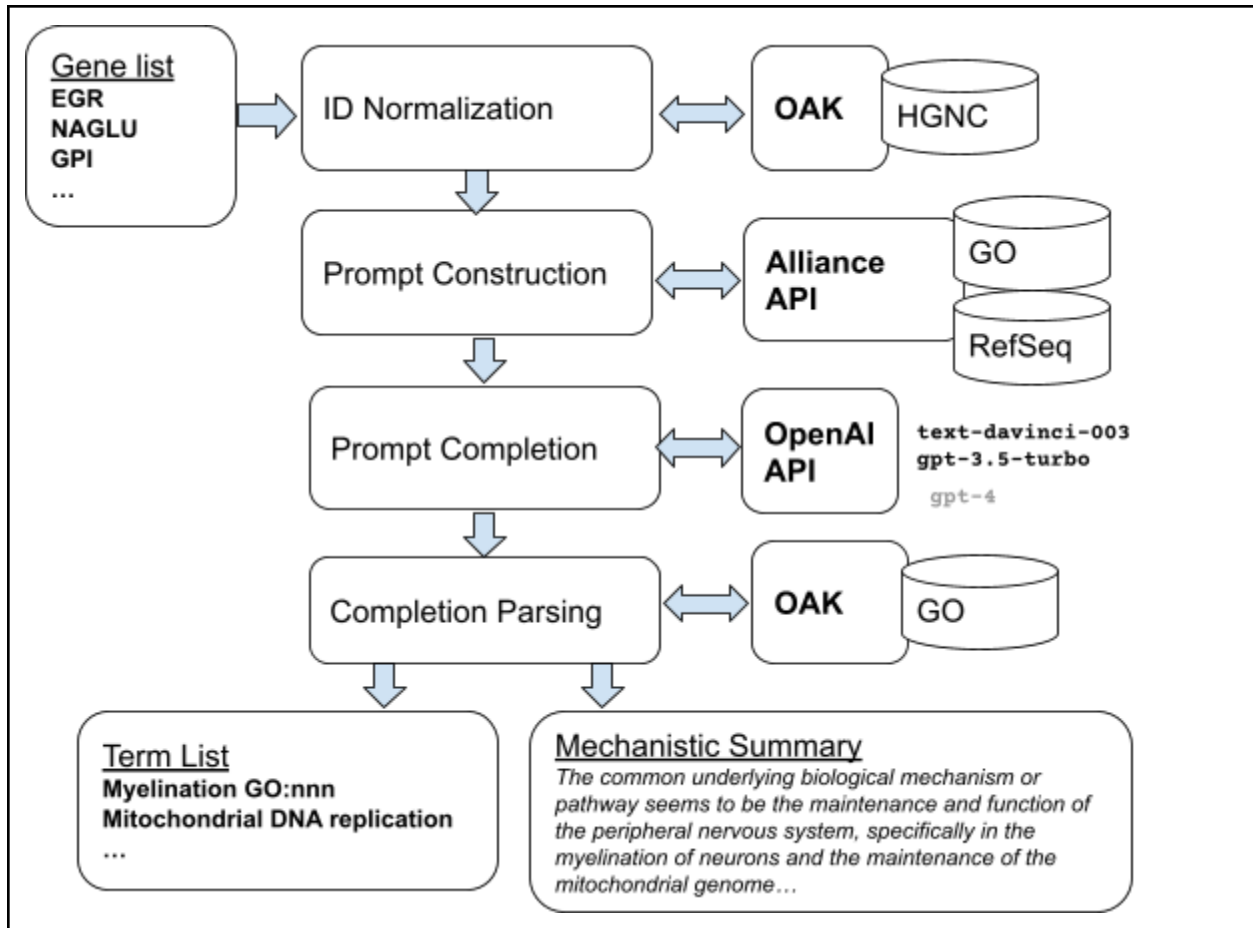 Gene list
EGR
NAGLU
GPI
...
ID Normalization
OAK
HGNC
Prompt Construction
Alliance
API
GO
RefSeq
Prompt Completion
OpenAI
API
text-davinci-003
gpt-3.5-turbo
gpt-4
Completion Parsing
OAK
GO
Term List
Myelination GO:nnn
Mitochondrial DNA replication
...
Mechanistic Summary
The common underlying biological mechanism or
pathway seems to be the maintenance and function of
the peripheral nervous system, specifically in the
myelination of neurons and the maintenance of the
mitochondrial genome…